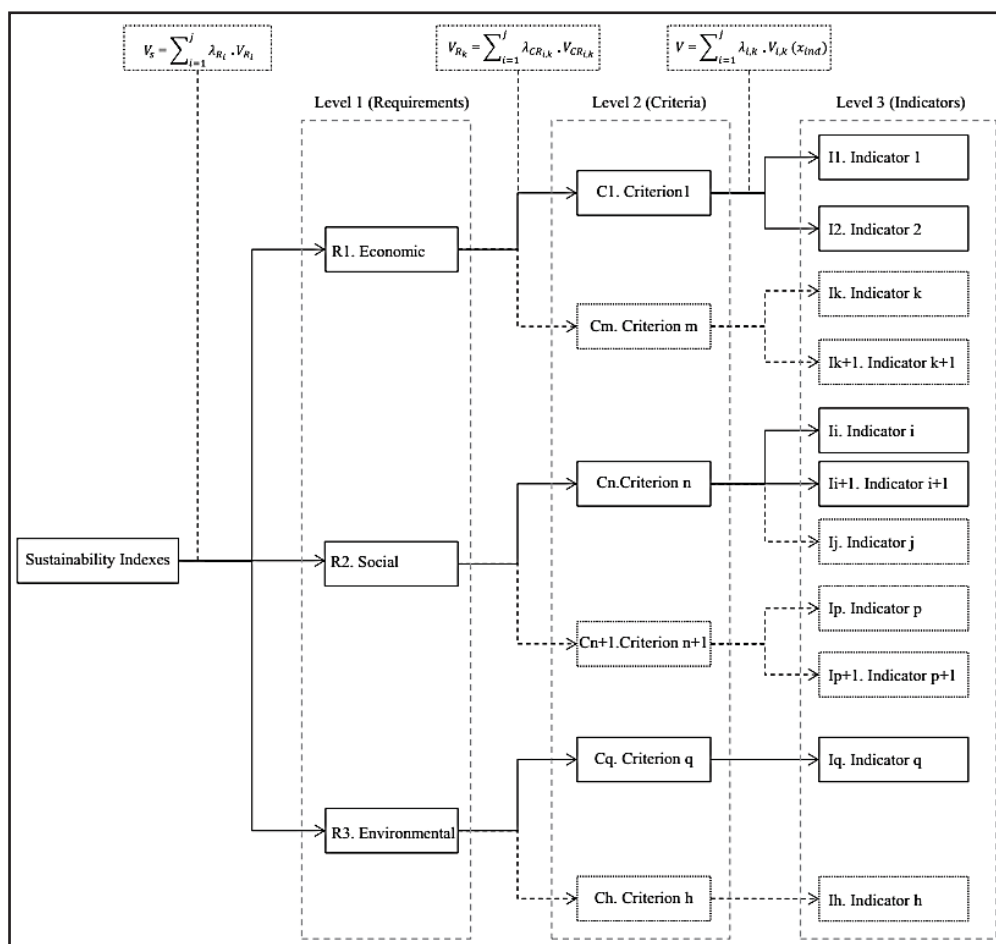 V_s = ∑_{i=1}^{j} λ_{R_i} . V_{R_i}
V_{R_k} = ∑_{i=1}^{j} λ_{CR_{i,k}} . V_{CR_{i,k}}
V = ∑_{i=1}^{j} λ_{i,k} . V_{i,k} (x_{ind})
Level 1 (Requirements)
Level 2 (Criteria)
Level 3 (Indicators)
I1. Indicator 1
C1. Criterion1
I2. Indicator 2
R1. Economic
Ik. Indicator k
Cm. Criterion m
Ik+1. Indicator k+1
Ii. Indicator i
Cn.Criterion n
Ii+1. Indicator i+1
Ij. Indicator j
Sustainability Indexes
R2. Social
Ip. Indicator p
Cn+1.Criterion n+1
Ip+1. Indicator p+1
Cq. Criterion q
Iq. Indicator q
R3. Environmental
Ch. Criterion h
Ih. Indicator h